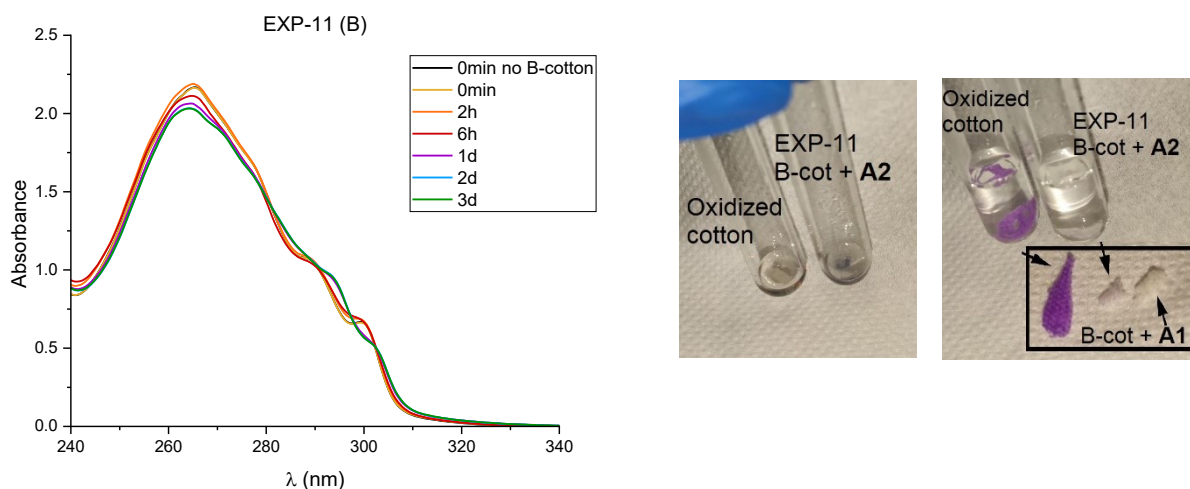 EXP-11 (B)
2.5
2.0
1.5
1.0
0.5
0.0
Absorbance
240
260
280
300
320
340
λ (nm)
0min no B-cotton
0min
2h
6h
1d
2d
3d
EXP-11
B-cot + A2
Oxidized
cotton
Oxidized
cotton
EXP-11
B-cot + A2
B-cot + A1